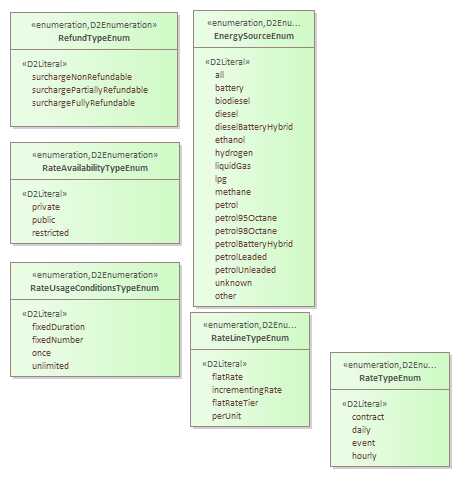 «enumeration,D2Enumeration»
RefundTypeEnum
«D2Literal»
surchargeNonRefundable
surchargePartiallyRefundable
surchargeFullyRefundable
«enumeration,D2Enu...
EnergySourceEnum
«D2Literal»
all
battery
biodiesel
diesel
dieselBatteryHybrid
ethanol
hydrogen
liquidGas
lpg
methane
petrol
petrol95Octane
petrol98Octane
petrolBatteryHybrid
petrolLeaded
petrolUnleaded
unknown
other
«enumeration,D2Enumeration»
RateAvailabilityTypeEnum
«D2Literal»
private
public
restricted
«enumeration,D2Enumeration»
RateUsageConditionsTypeEnum
«D2Literal»
fixedDuration
fixedNumber
once
unlimited
«enumeration,D2Enu...
RateLineTypeEnum
«D2Literal»
flatRate
incrementingRate
flatRateTier
perUnit
«enumeration,D2Enu...
RateTypeEnum
«D2Literal»
contract
daily
event
hourly